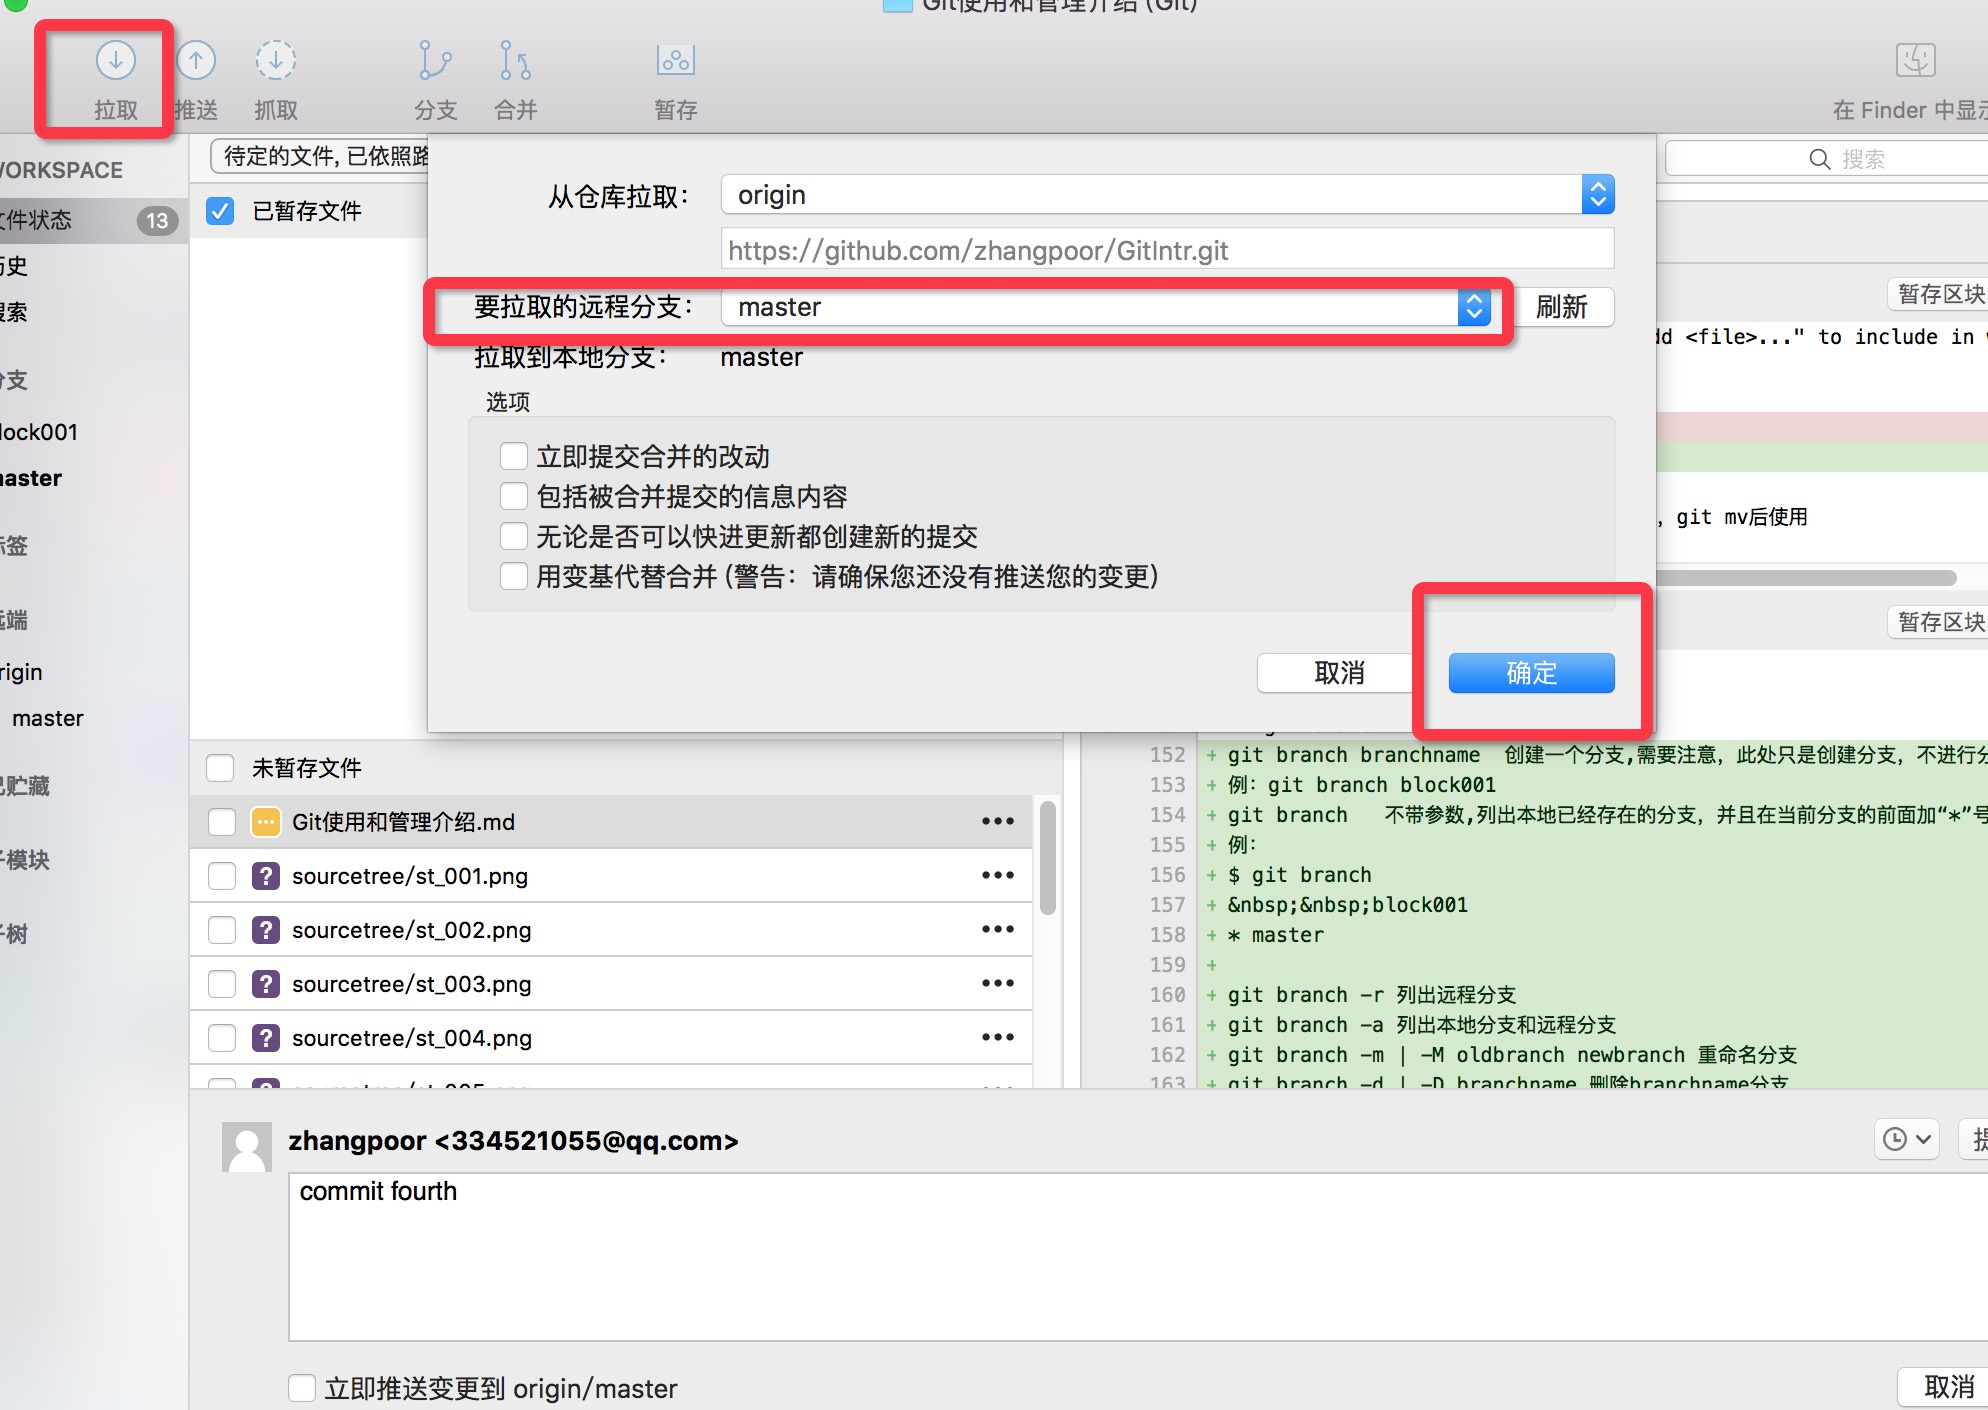 Git使用和管理介绍 (Git)
拉取
推送
抓取
分支
合并
暂存
在 Finder 中显示
待定的文件, 已依照路
搜索
WORKSPACE
文件状态 13
历史
搜索
分支
block001
master
标签
远端
origin
master
已贮藏
子模块
子树
已暂存文件
从仓库拉取：
origin
https://github.com/zhangpoor/GitIntr.git
要拉取的远程分支：
master
刷新
拉取到本地分支：
master
选项
立即提交合并的改动
包括被合并提交的信息内容
无论是否可以快进更新都创建新的提交
用变基代替合并 (警告：请确保您还没有推送您的变更)
取消
确定
暂存区块
dd <file>..." to include in
, git mv后使用
暂存区块
未暂存文件
Git使用和管理介绍.md
sourcetree/st_001.png
sourcetree/st_002.png
sourcetree/st_003.png
sourcetree/st_004.png
sourcetree/st_005.png
152 + git branch branchname 创建一个分支,需要注意, 此处只是创建分支, 不进行分
153 + 例: git branch block001
154 + git branch 不带参数,列出本地已经存在的分支, 并且在当前分支的前面加“*”号
155 + 例:
156 + $ git branch
157 + &nbsp;&nbsp;block001
158 + * master
159 +
160 + git branch -r 列出远程分支
161 + git branch -a 列出本地分支和远程分支
162 + git branch -m | -M oldbranch newbranch 重命名分支
163 + git branch -d | -D branchname 删除branchname分支
zhangpoor <334521055@qq.com>
提
commit fourth
立即推送变更到 origin/master
取消